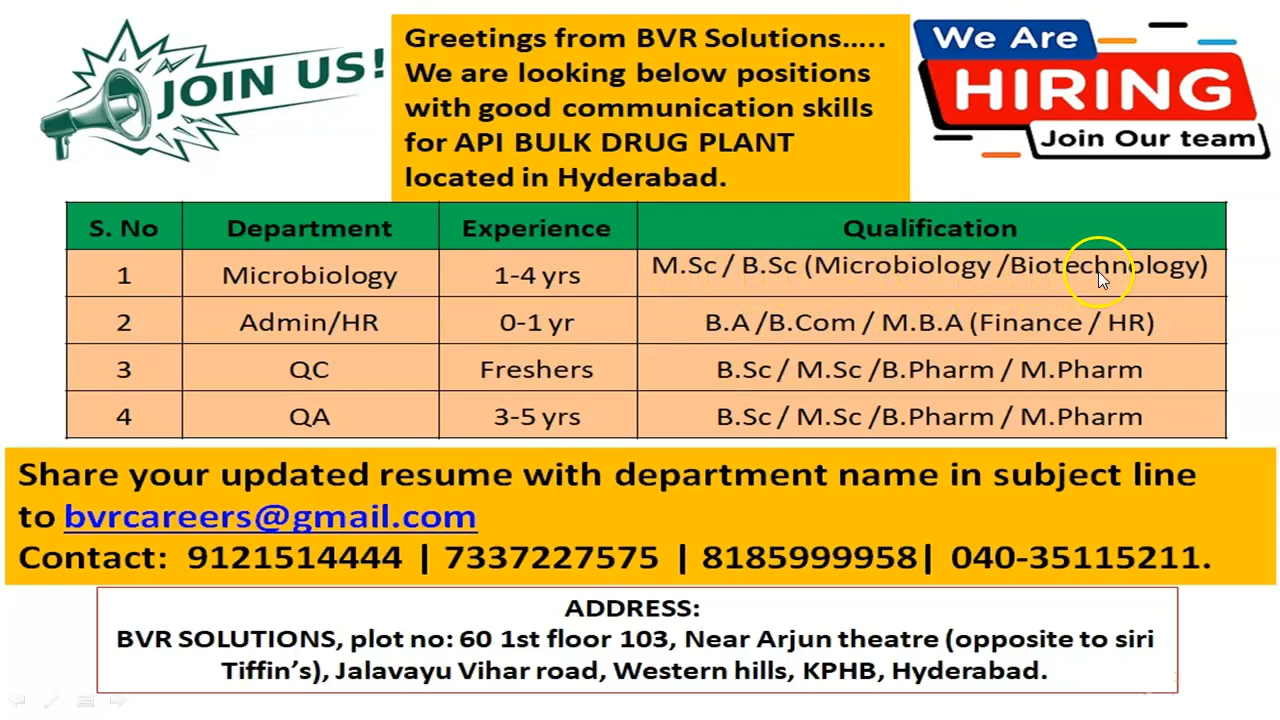 JOIN US!
Greetings from BVR Solutions.....
We are looking below positions
with good communication skills
for API BULK DRUG PLANT
located in Hyderabad.
We Are
HIRING
Join Our team
S. No Department Experience Qualification
1 Microbiology 1-4 yrs M.Sc / B.Sc (Microbiology /Biotechnology)
2 Admin/HR 0-1 yr B.A /B.Com / M.B.A (Finance / HR)
3 QC Freshers B.Sc / M.Sc /B.Pharm / M.Pharm
4 QA 3-5 yrs B.Sc / M.Sc /B.Pharm / M.Pharm
Share your updated resume with department name in subject line
to bvrcareers@gmail.com
Contact: 9121514444 | 7337227575 | 8185999958| 040-35115211.
ADDRESS:
BVR SOLUTIONS, plot no: 60 1st floor 103, Near Arjun theatre (opposite to siri
Tiffin's), Jalavayu Vihar road, Western hills, KPHB, Hyderabad.